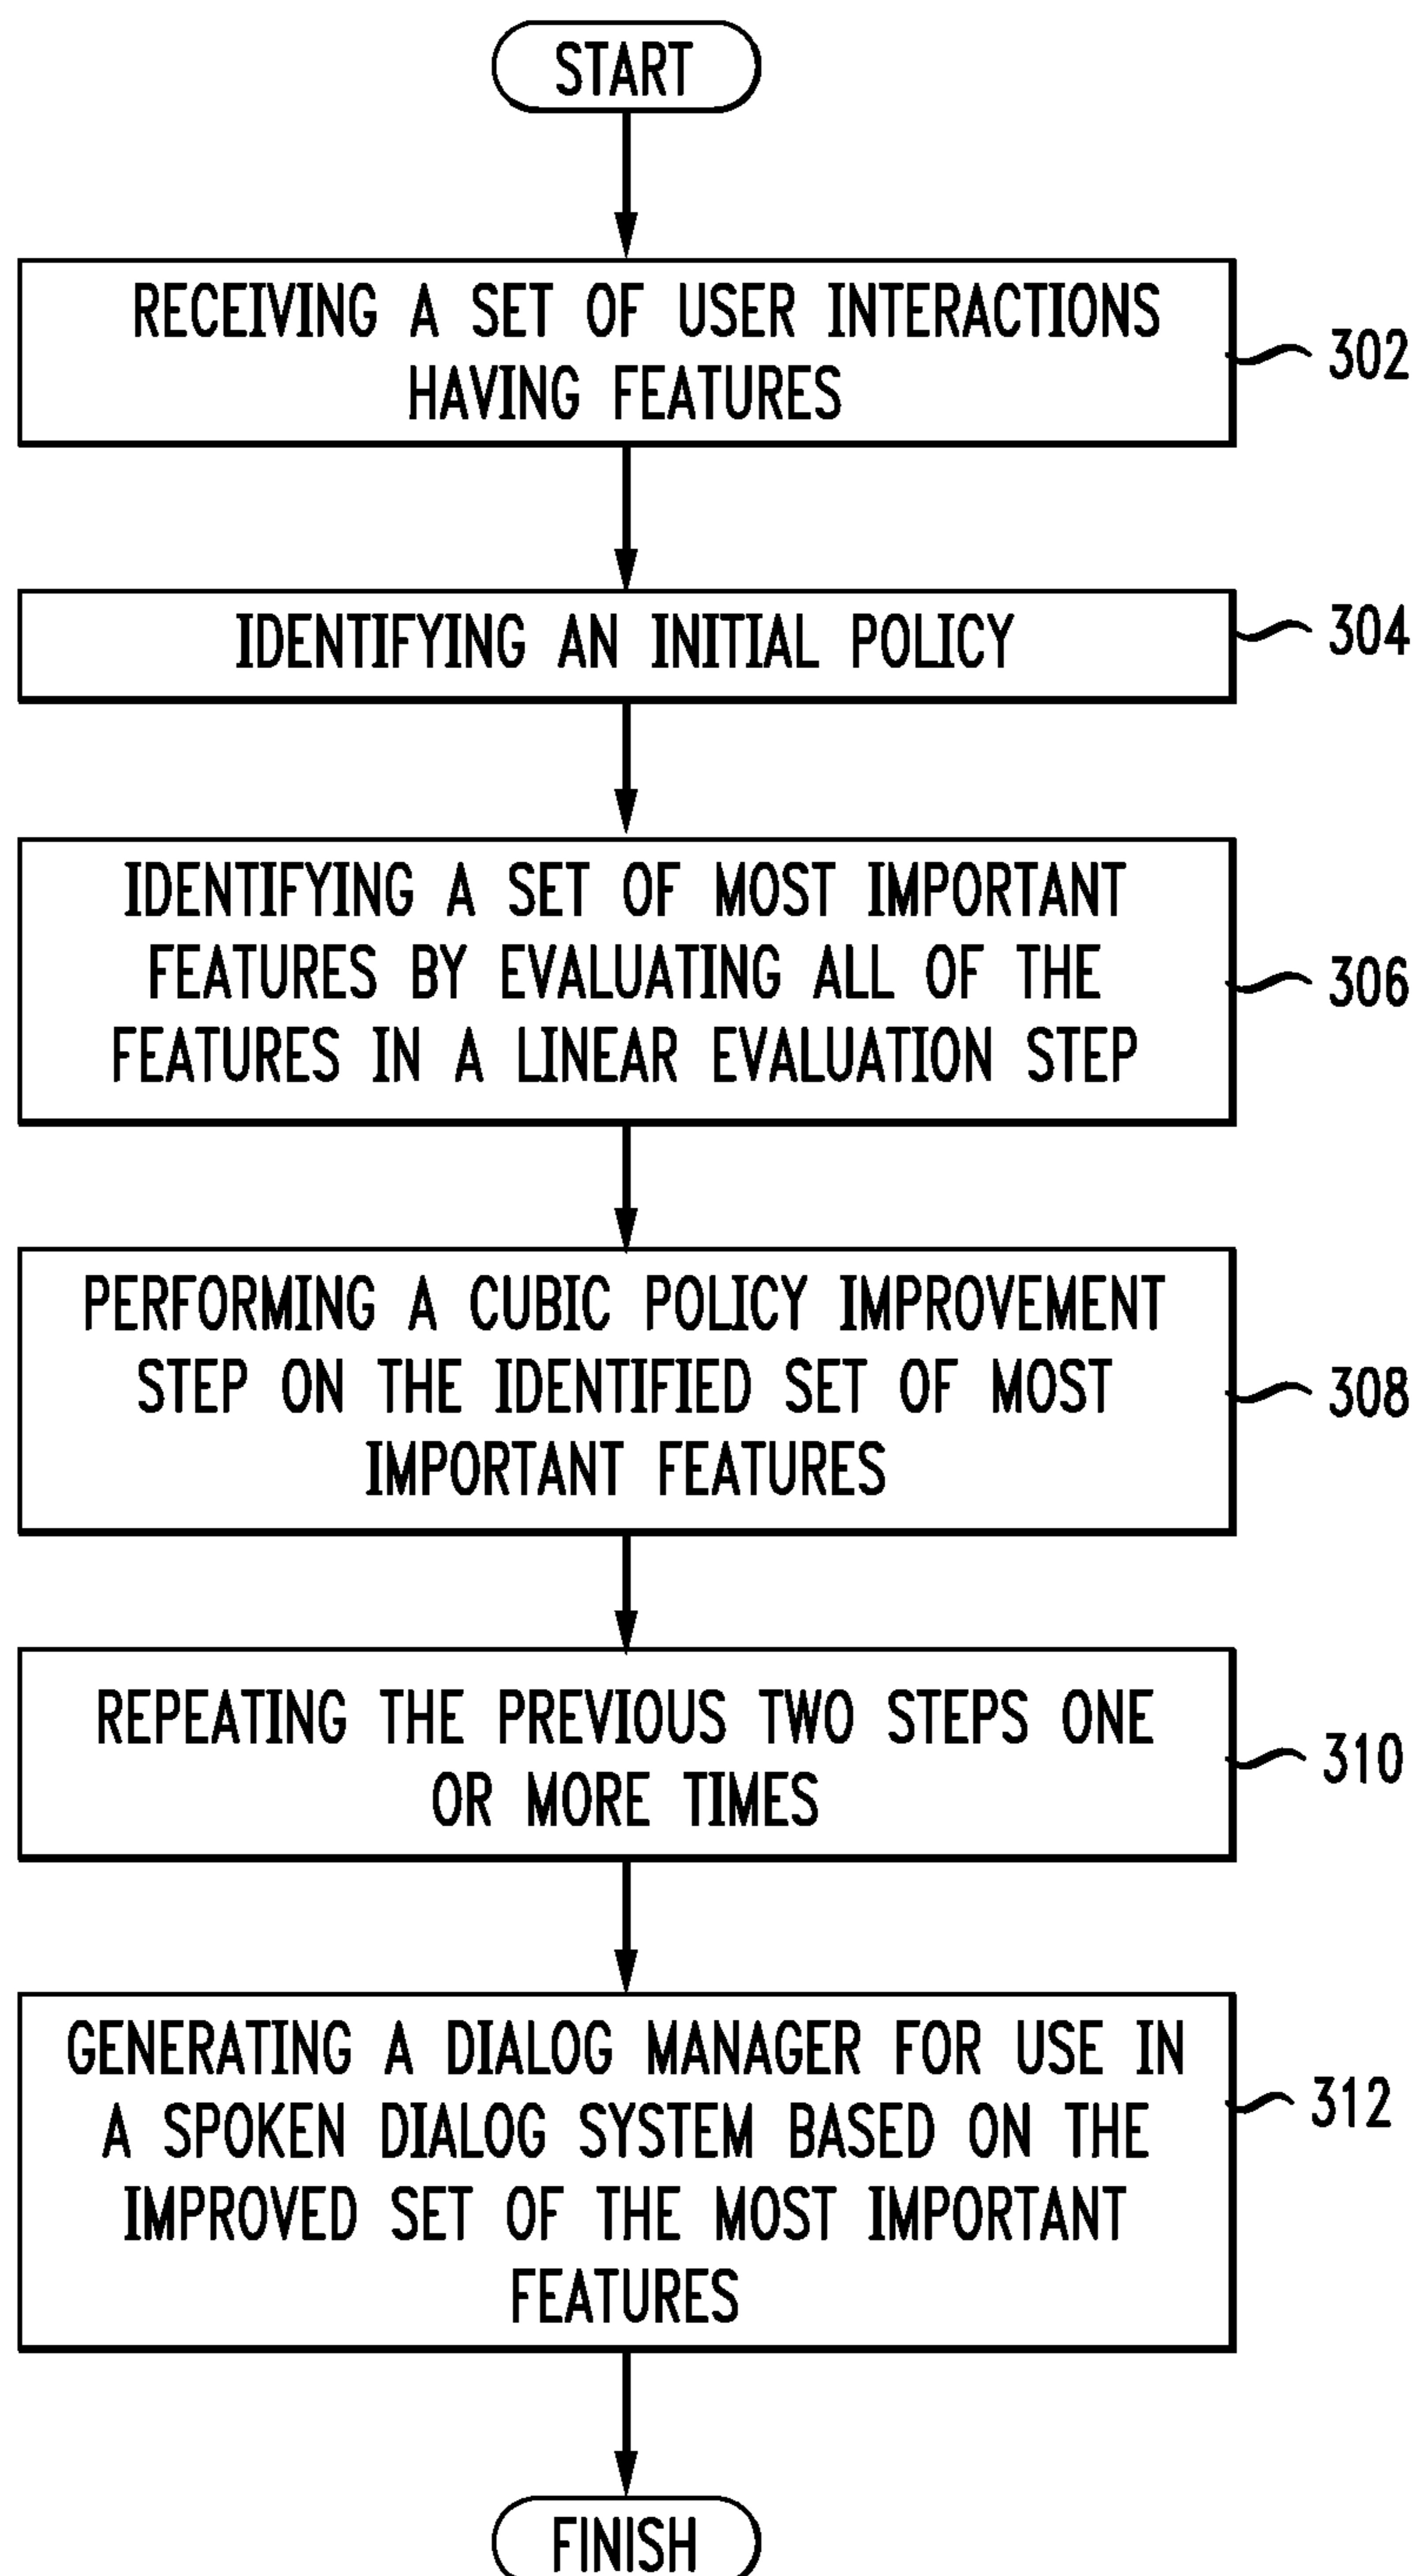 START
RECEIVING A SET OF USER INTERACTIONS
HAVING FEATURES
302
IDENTIFYING AN INITIAL POLICY
304
IDENTIFYING A SET OF MOST IMPORTANT
FEATURES BY EVALUATING ALL OF THE
FEATURES IN A LINEAR EVALUATION STEP
306
PERFORMING A CUBIC POLICY IMPROVEMENT
STEP ON THE IDENTIFIED SET OF MOST
IMPORTANT FEATURES
308
REPEATING THE PREVIOUS TWO STEPS ONE
OR MORE TIMES
310
GENERATING A DIALOG MANAGER FOR USE IN
A SPOKEN DIALOG SYSTEM BASED ON THE
IMPROVED SET OF THE MOST IMPORTANT
FEATURES
312
FINISH